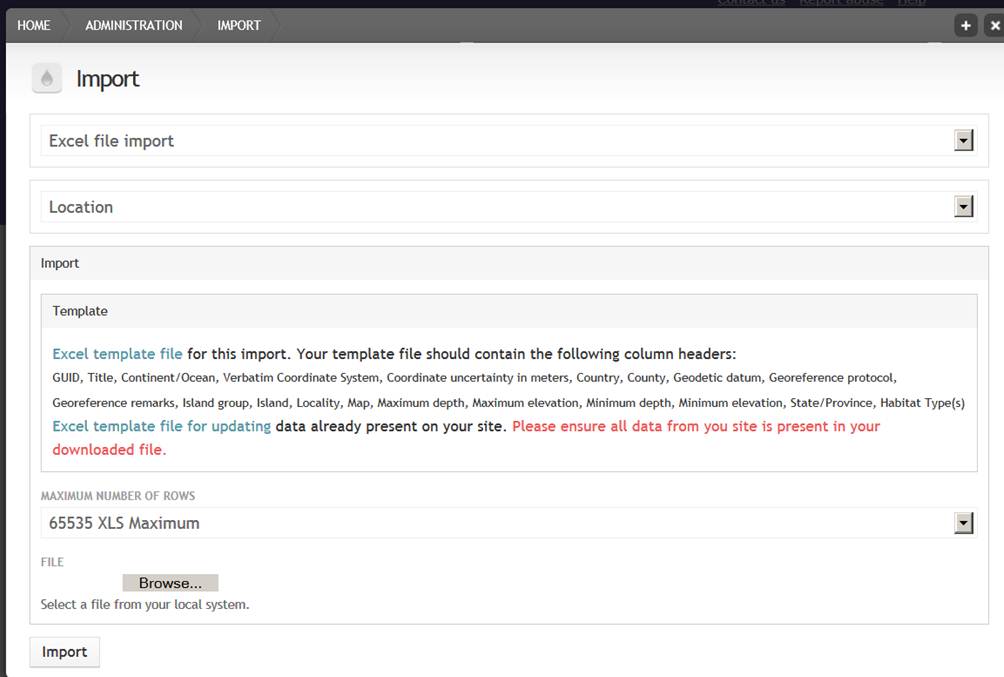 Contact us Report abuse Help
HOME ADMINISTRATION IMPORT
Import
Excel file import
Location
Import
Template
Excel template file for this import. Your template file should contain the following column headers:
GUID, Title, Continent/Ocean, Verbatim Coordinate System, Coordinate uncertainty in meters, Country, County, Geodetic datum, Georeference protocol,
Georeference remarks, Island group, Island, Locality, Map, Maximum depth, Maximum elevation, Minimum depth, Minimum elevation, State/Province, Habitat Type(s)
Excel template file for updating data already present on your site. Please ensure all data from you site is present in your
downloaded file.
MAXIMUM NUMBER OF ROWS
65535 XLS Maximum
FILE
Browse...
Select a file from your local system.
Import